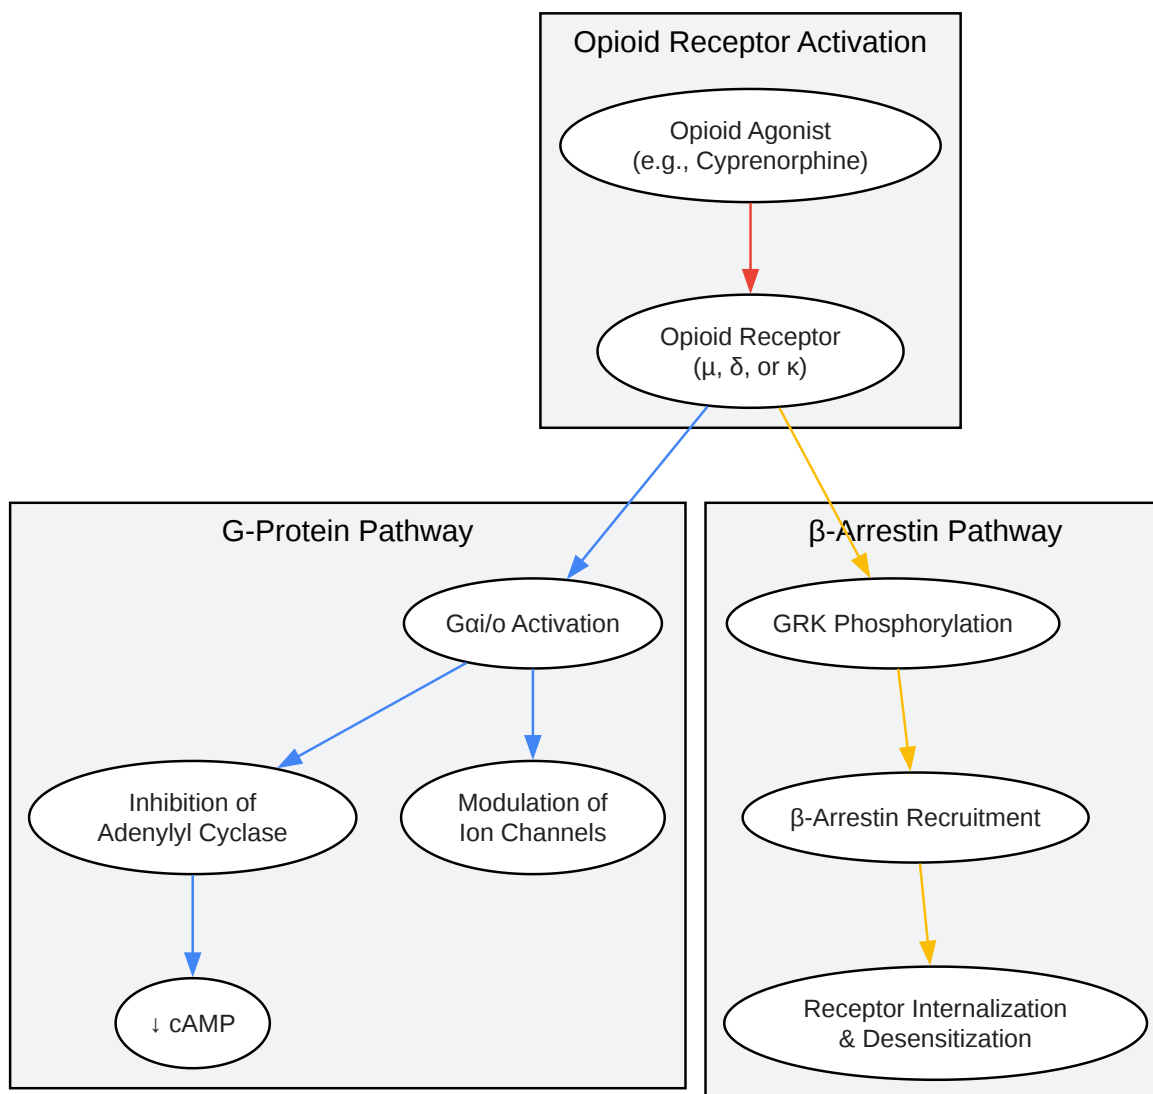 Opioid Receptor Activation
Opioid Agonist
(e.g., Cyprenorphine)
Opioid Receptor
(μ, δ, or κ)
G-Protein Pathway
β-Arrestin Pathway
Gαi/o Activation
GRK Phosphorylation
Inhibition of
Adenylyl Cyclase
Modulation of
Ion Channels
β-Arrestin Recruitment
↓ cAMP
Receptor Internalization
& Desensitization